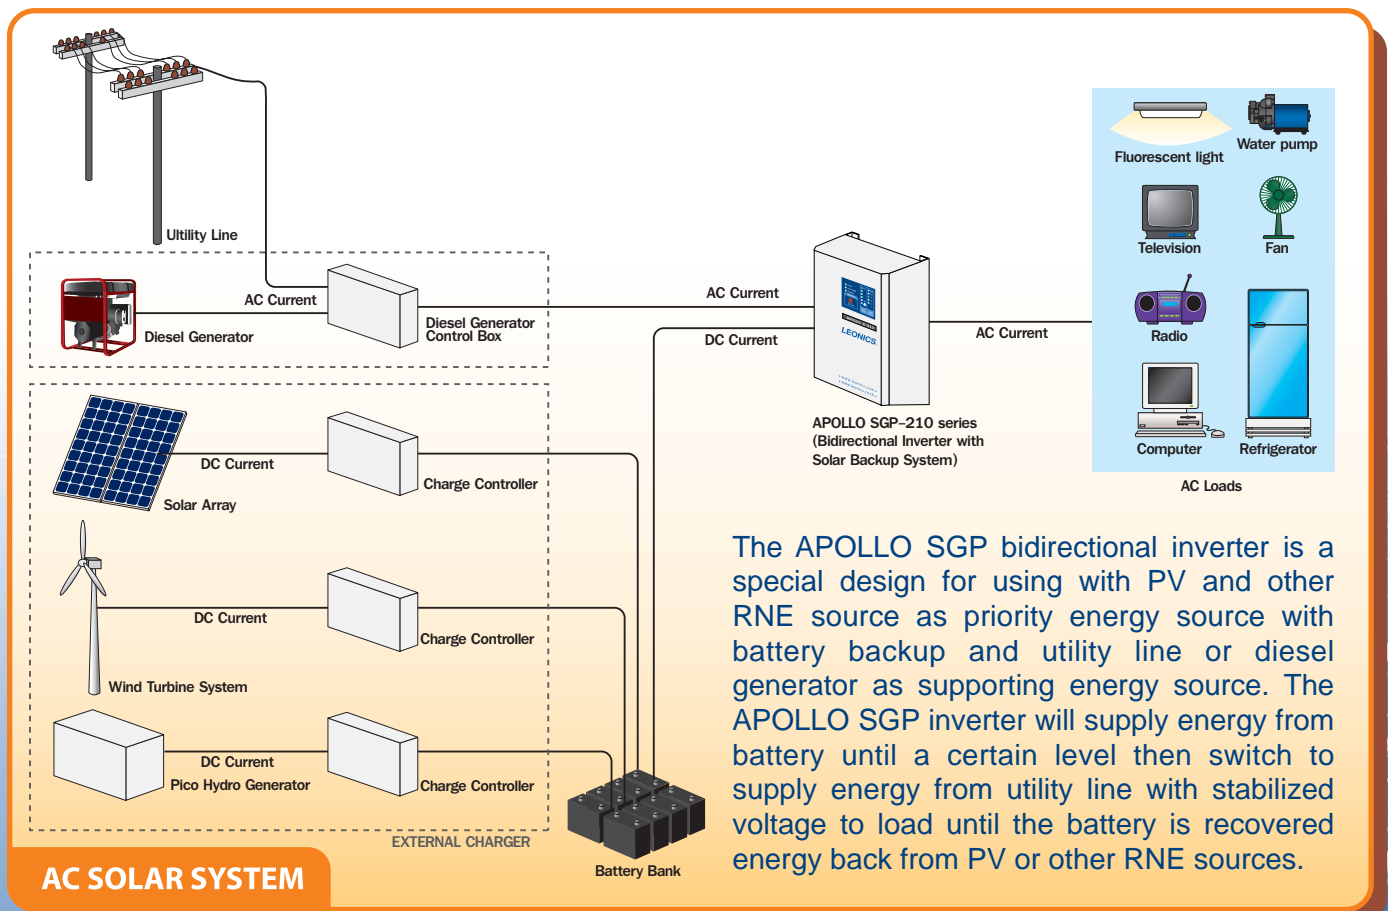 Fluorescent light
Water pump
Television
Fan
Radio
Computer
Refrigerator
AC Loads
Ultility Line
AC Current
Diesel Generator
Diesel Generator
Control Box
AC Current
DC Current
LEONICS
AC Current
APOLLO SGP–210 series
(Bidirectional Inverter with
Solar Backup System)
DC Current
Solar Array
Charge Controller
DC Current
Wind Turbine System
Charge Controller
DC Current
Pico Hydro Generator
Charge Controller
EXTERNAL CHARGER
Battery Bank
The APOLLO SGP bidirectional inverter is a
special design for using with PV and other
RNE source as priority energy source with
battery backup and utility line or diesel
generator as supporting energy source. The
APOLLO SGP inverter will supply energy from
battery until a certain level then switch to
supply energy from utility line with stabilized
voltage to load until the battery is recovered
energy back from PV or other RNE sources.
AC SOLAR SYSTEM